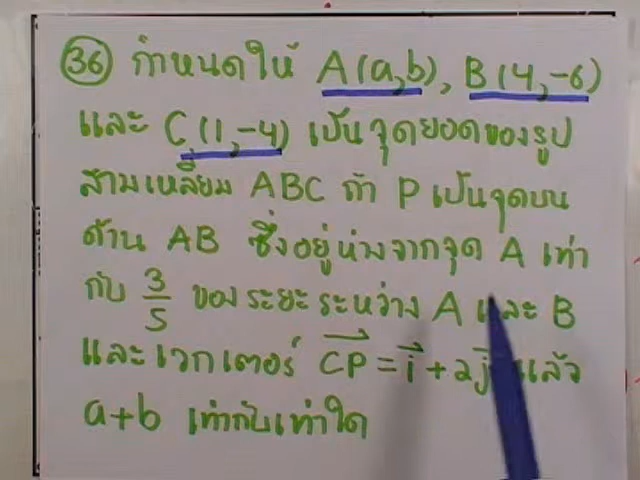 36 กำหนดให้ A(a,b), B(4,-6)
และ C(1,-4) เป็นจุดยอดของรูป
สามเหลี่ยม ABC ถ้า P เป็นจุดบน
ด้าน AB ซึ่งอยู่ห่างจากจุด A เท่า
กับ 3/5 ของระยะระหว่าง A และ B
และเวกเตอร์ CP = i + 2j แล้ว
a+b เท่ากับเท่าใด